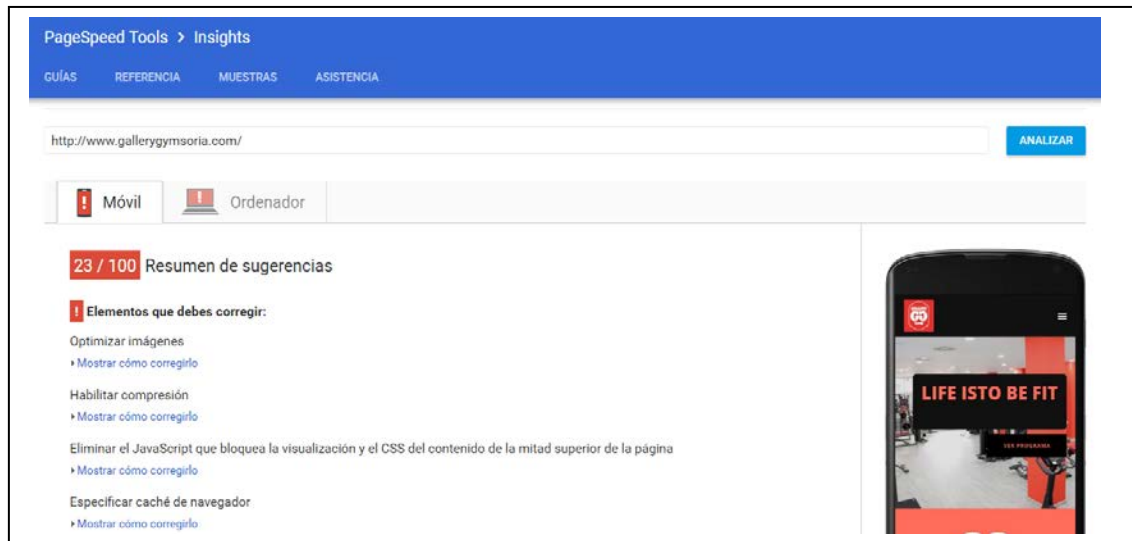 PageSpeed Tools > Insights
GUÍAS REFERENCIA MUESTRAS ASISTENCIA
http://www.gallerygymsoria.com/
ANALIZAR
Móvil
Ordenador
23 / 100 Resumen de sugerencias
! Elementos que debes corregir:
Optimizar imágenes
Mostrar cómo corregirlo
Habilitar compresión
Mostrar cómo corregirlo
Eliminar el JavaScript que bloquea la visualización y el CSS del contenido de la mitad superior de la página
Mostrar cómo corregirlo
Especificar caché de navegador
Mostrar cómo corregirlo
GO
LIFE ISTO BE FIT
VER PROGRAMA